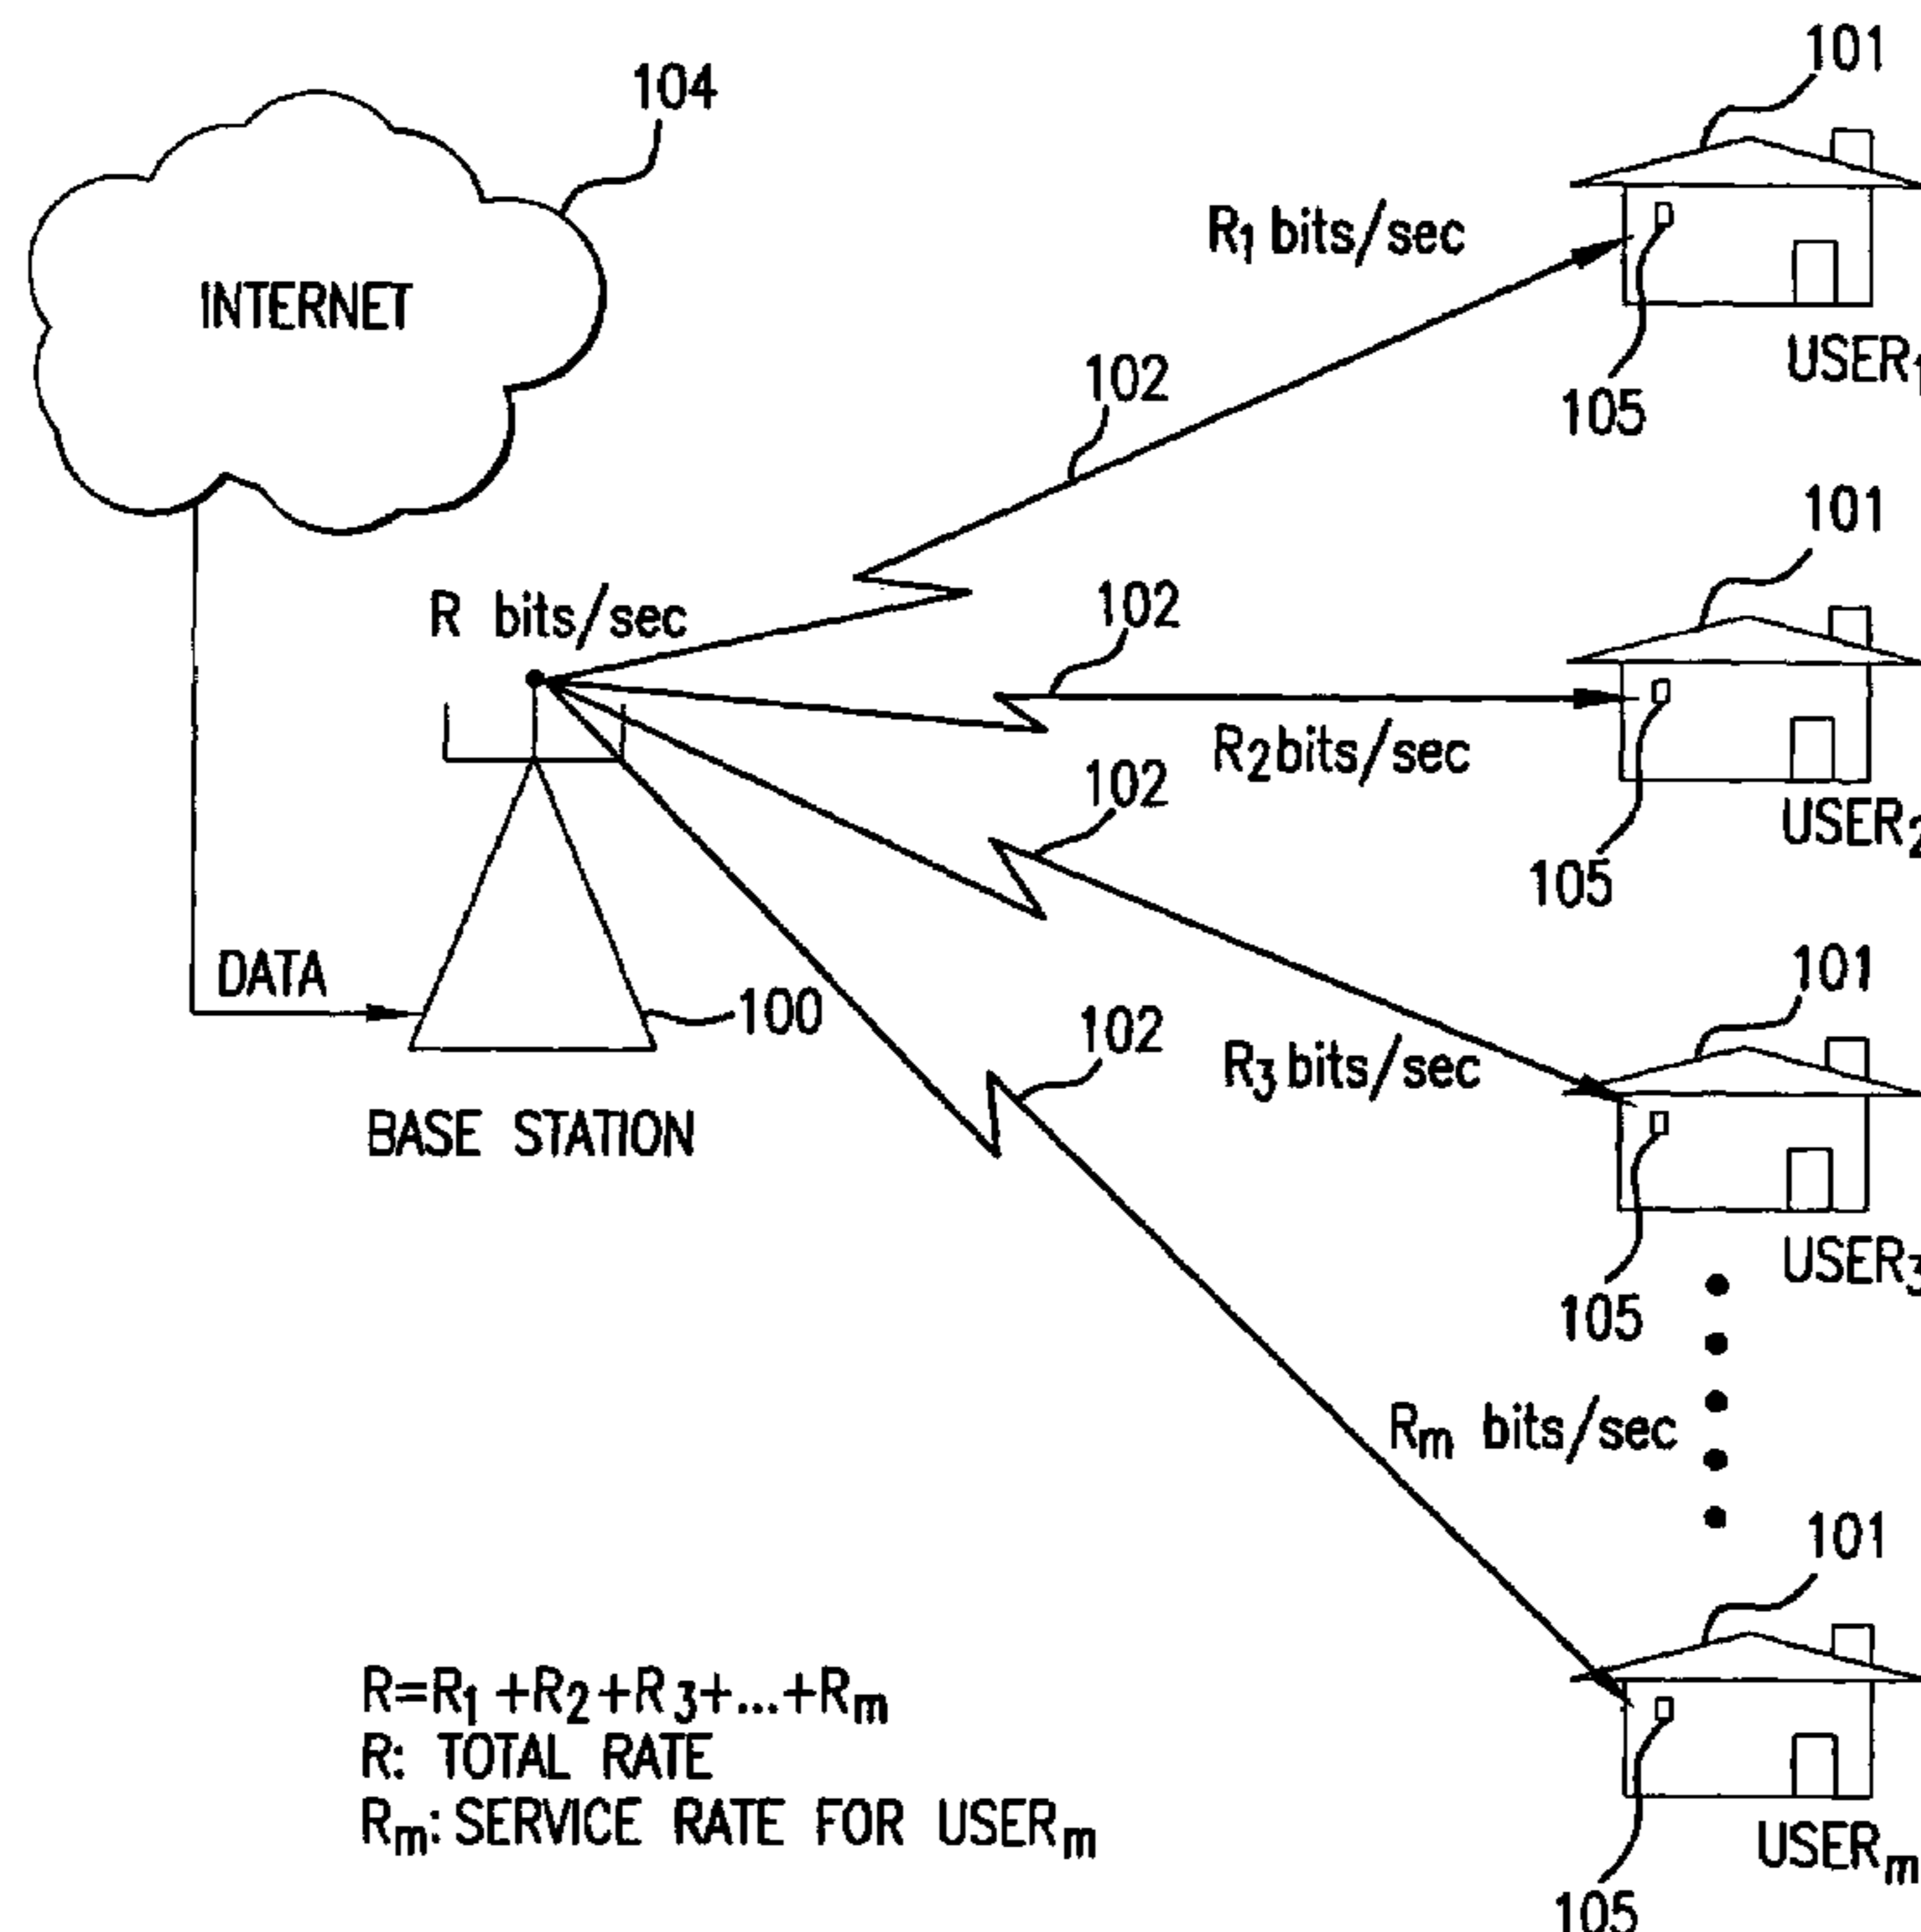 101
104
R₁ bits/sec
INTERNET
USER₁
102
105
101
R bits/sec
102
R₂ bits/sec
102
USER₂
105
101
DATA
100
102
R₃ bits/sec
BASE STATION
USER₃
105
Rₘ bits/sec
101
R=R₁+R₂+R₃+...+Rₘ
R: TOTAL RATE
Rₘ: SERVICE RATE FOR USERₘ
USERₘ
105